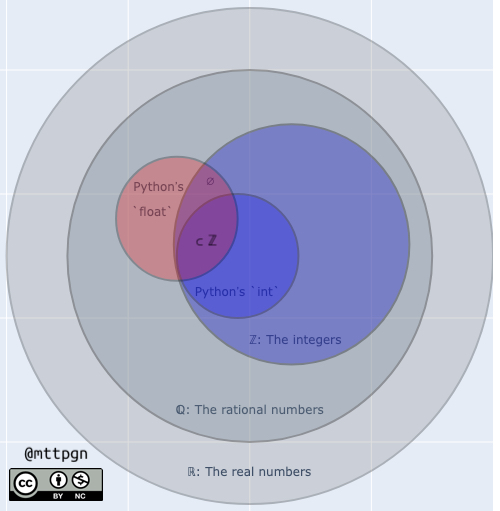 Python's
∅
`float`
⊂ ℤ
Python's `int`
ℤ: The integers
ℚ: The rational numbers
@mttpgn
ℝ: The real numbers
cc
BY NC